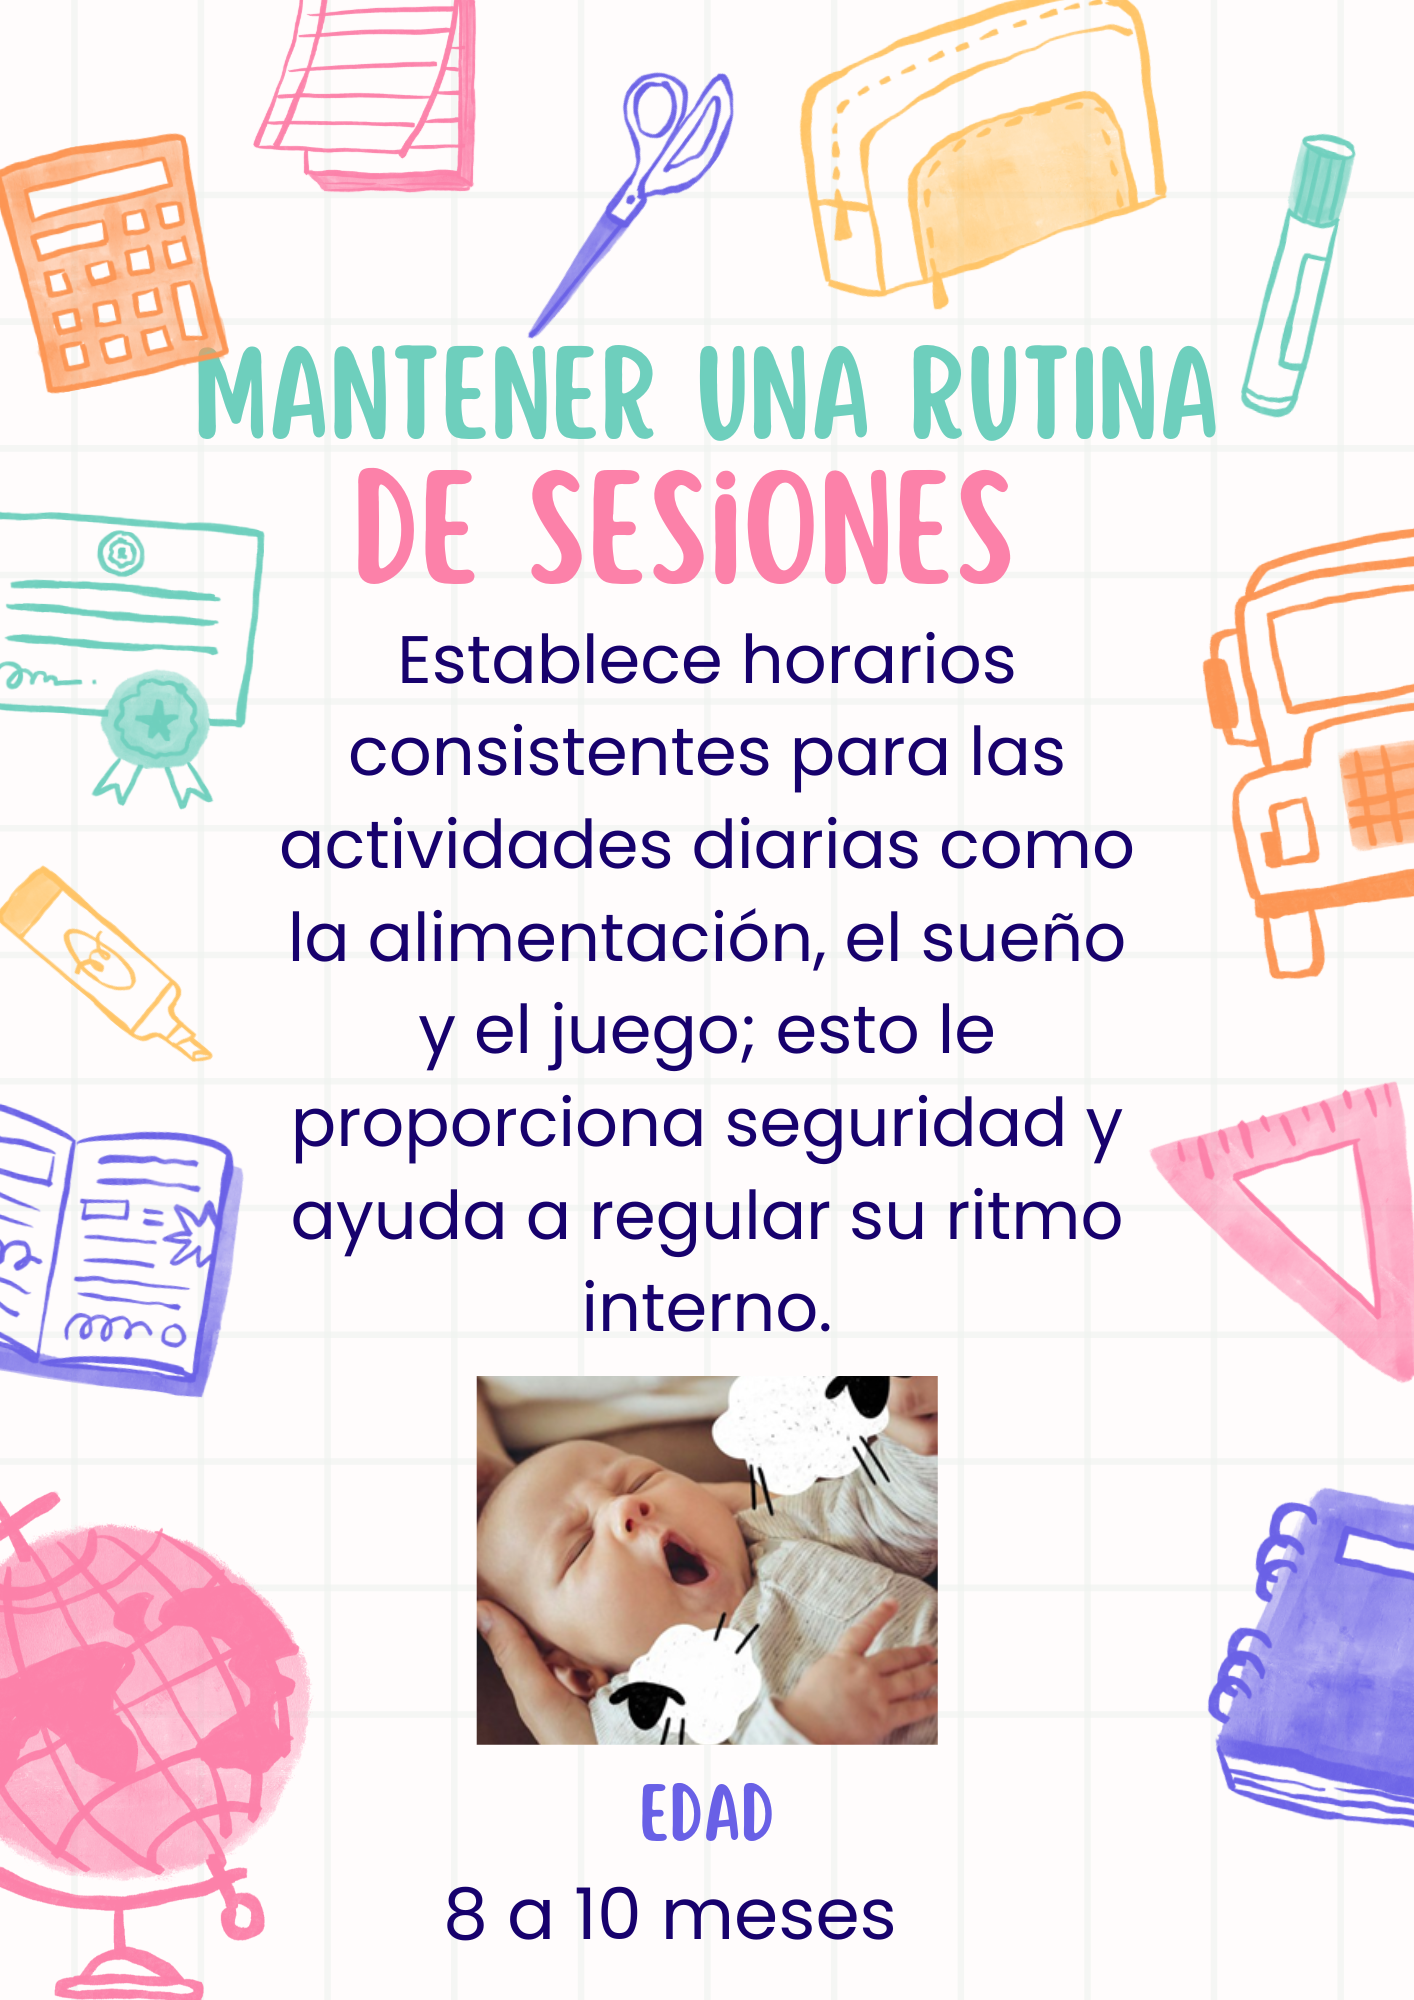 MANTENER UNA RUTINA
DE SESiONES
Establece horarios
consistentes para las
actividades diarias como
la alimentación, el sueño
y el juego; esto le
proporciona seguridad y
ayuda a regular su ritmo
interno.
EDAD
8 a 10 meses